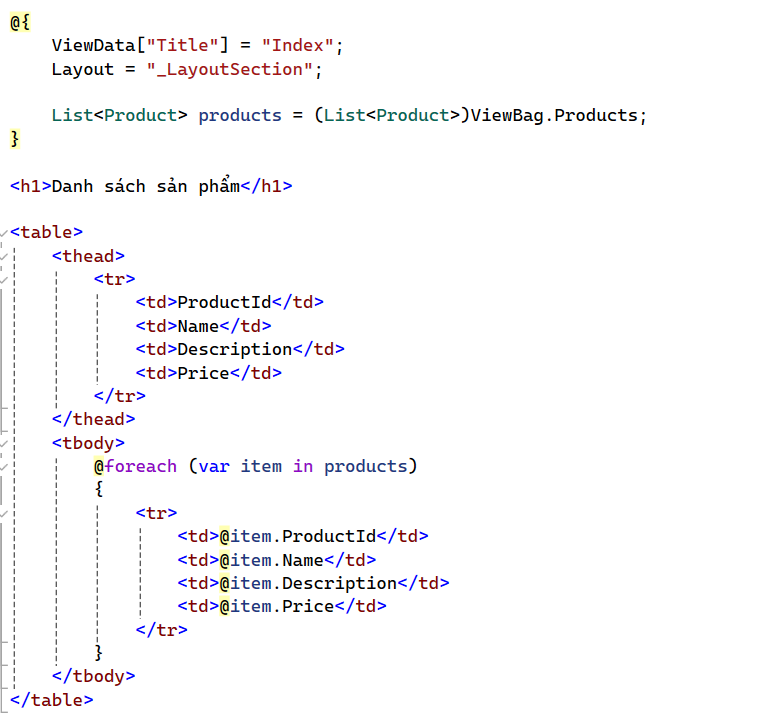 @{
    ViewData["Title"] = "Index";
    Layout = "_LayoutSection";

    List<Product> products = (List<Product>)ViewBag.Products;
}

<h1>Danh sách sản phẩm</h1>

<table>
    <thead>
        <tr>
            <td>ProductId</td>
            <td>Name</td>
            <td>Description</td>
            <td>Price</td>
        </tr>
    </thead>
    <tbody>
        @foreach (var item in products)
        {
            <tr>
                <td>@item.ProductId</td>
                <td>@item.Name</td>
                <td>@item.Description</td>
                <td>@item.Price</td>
            </tr>
        }
    </tbody>
</table>